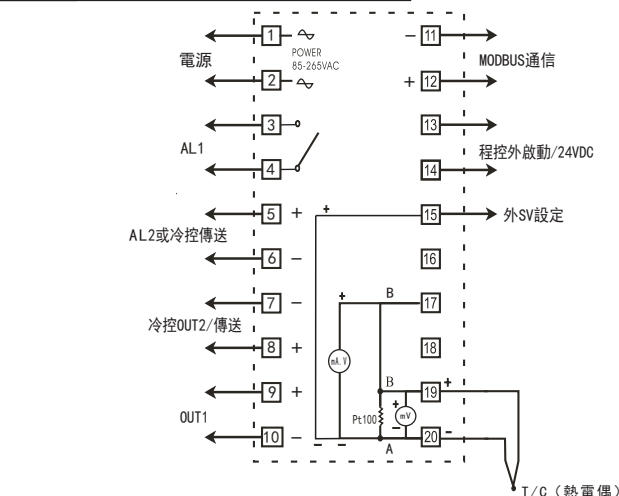 1
POWER
85-265VAC
電源
2
3
AL1
4
5 +
AL2或冷控傳送
6 −
7 −
冷控OUT2/傳送
8 +
9 +
OUT1
10 −
− 11
MODBUS通信
+ 12
13
程控外啟動/24VDC
14
+
15
外SV設定
16
+
B
17
mA.V
18
B
19 +
+
Pt100
mV
−
20 -
− −
A
T/C（熱電偶）